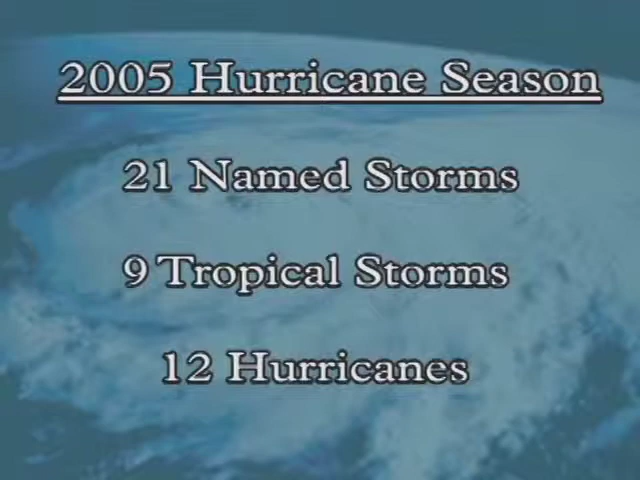 2005 Hurricane Season
21 Named Storms
9 Tropical Storms
12 Hurricanes